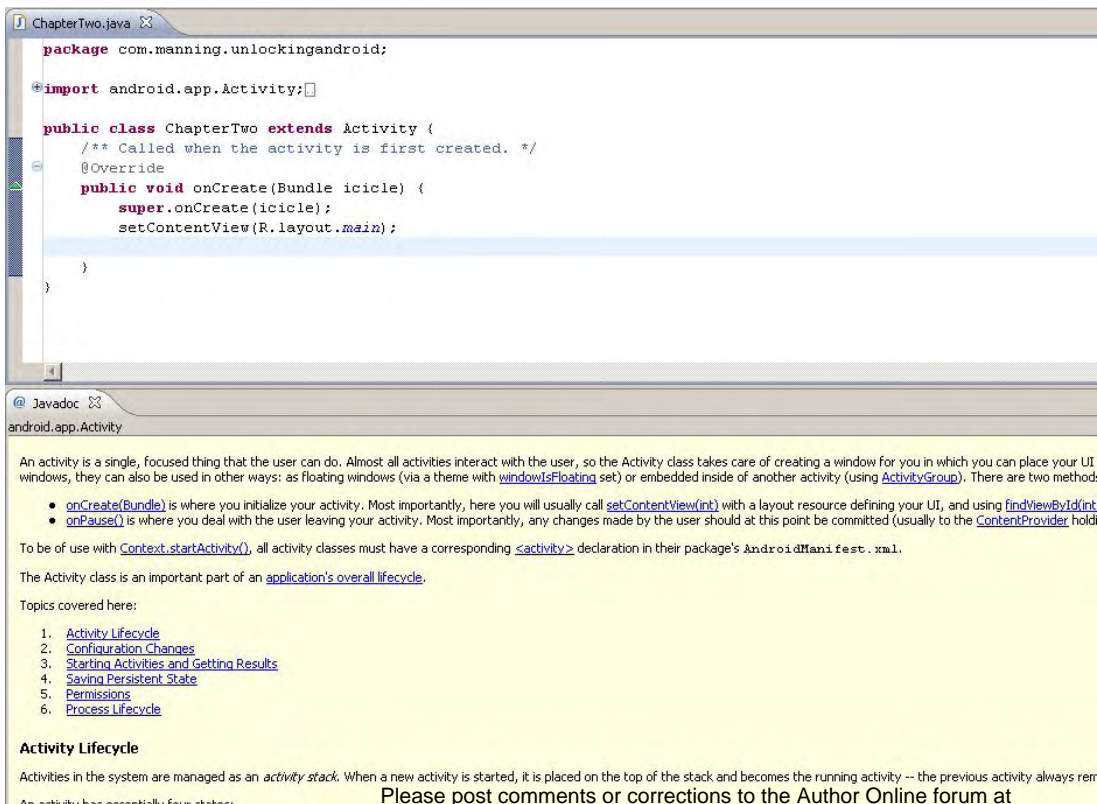 ChapterTwo.java
package com.manning.unlockingandroid;
import android.app.Activity;
public class ChapterTwo extends Activity {
/** Called when the activity is first created. */
@Override
public void onCreate(Bundle icicle) {
super.onCreate(icicle);
setContentView(R.layout.main);
}
}
@ Javadoc
android.app.Activity
An activity is a single, focused thing that the user can do. Almost all activities interact with the user, so the Activity class takes care of creating a window for you in which you can place your UI
windows, they can also be used in other ways: as floating windows (via a theme with windowIsFloating set) or embedded inside of another activity (using ActivityGroup). There are two methods
• onCreate(Bundle) is where you initialize your activity. Most importantly, here you will usually call setContentView(int) with a layout resource defining your UI, and using findViewById(int
• onPause() is where you deal with the user leaving your activity. Most importantly, any changes made by the user should at this point be committed (usually to the ContentProvider holdi
To be of use with Context.startActivity(), all activity classes must have a corresponding <activity> declaration in their package's AndroidManifest.xml.
The Activity class is an important part of an application's overall lifecycle.
Topics covered here:
1. Activity Lifecycle
2. Configuration Changes
3. Starting Activities and Getting Results
4. Saving Persistent State
5. Permissions
6. Process Lifecycle
Activity Lifecycle
Activities in the system are managed as an activity stack. When a new activity is started, it is placed on the top of the stack and becomes the running activity -- the previous activity always rem
An activity has essentially four states:
Please post comments or corrections to the Author Online forum at